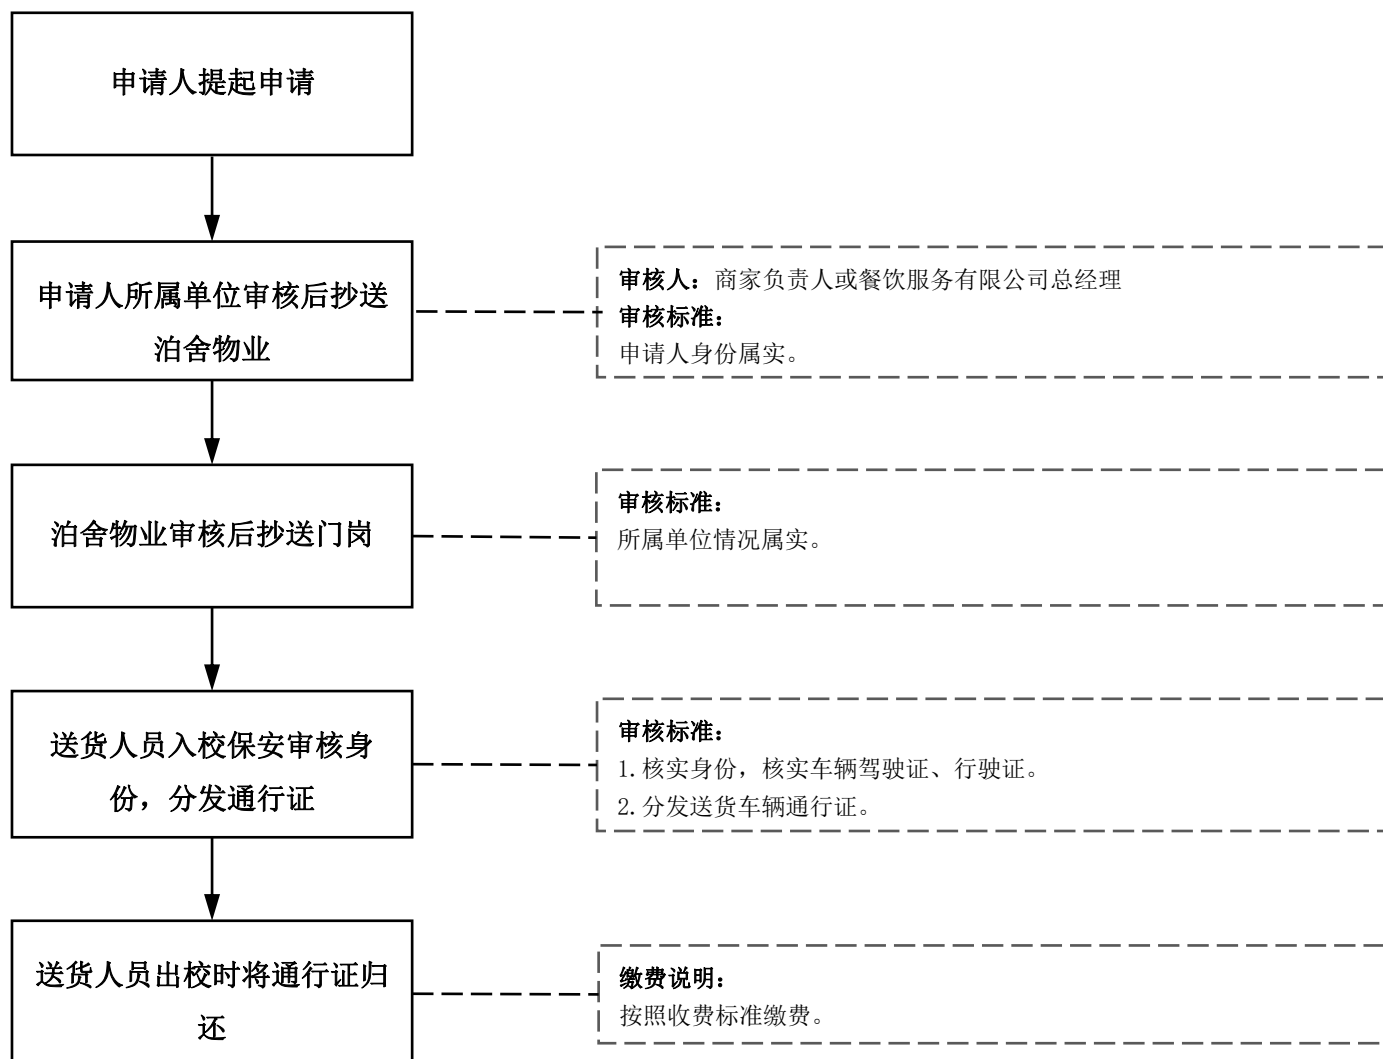 申请人提起申请
申请人所属单位审核后抄送
泊舍物业
审核人：商家负责人或餐饮服务有限公司总经理
审核标准：
申请人身份属实。
泊舍物业审核后抄送门岗
审核标准：
所属单位情况属实。
送货人员入校保安审核身
份，分发通行证
审核标准：
1.核实身份，核实车辆驾驶证、行驶证。
2.分发送货车辆通行证。
送货人员出校时将通行证归
还
缴费说明：
按照收费标准缴费。